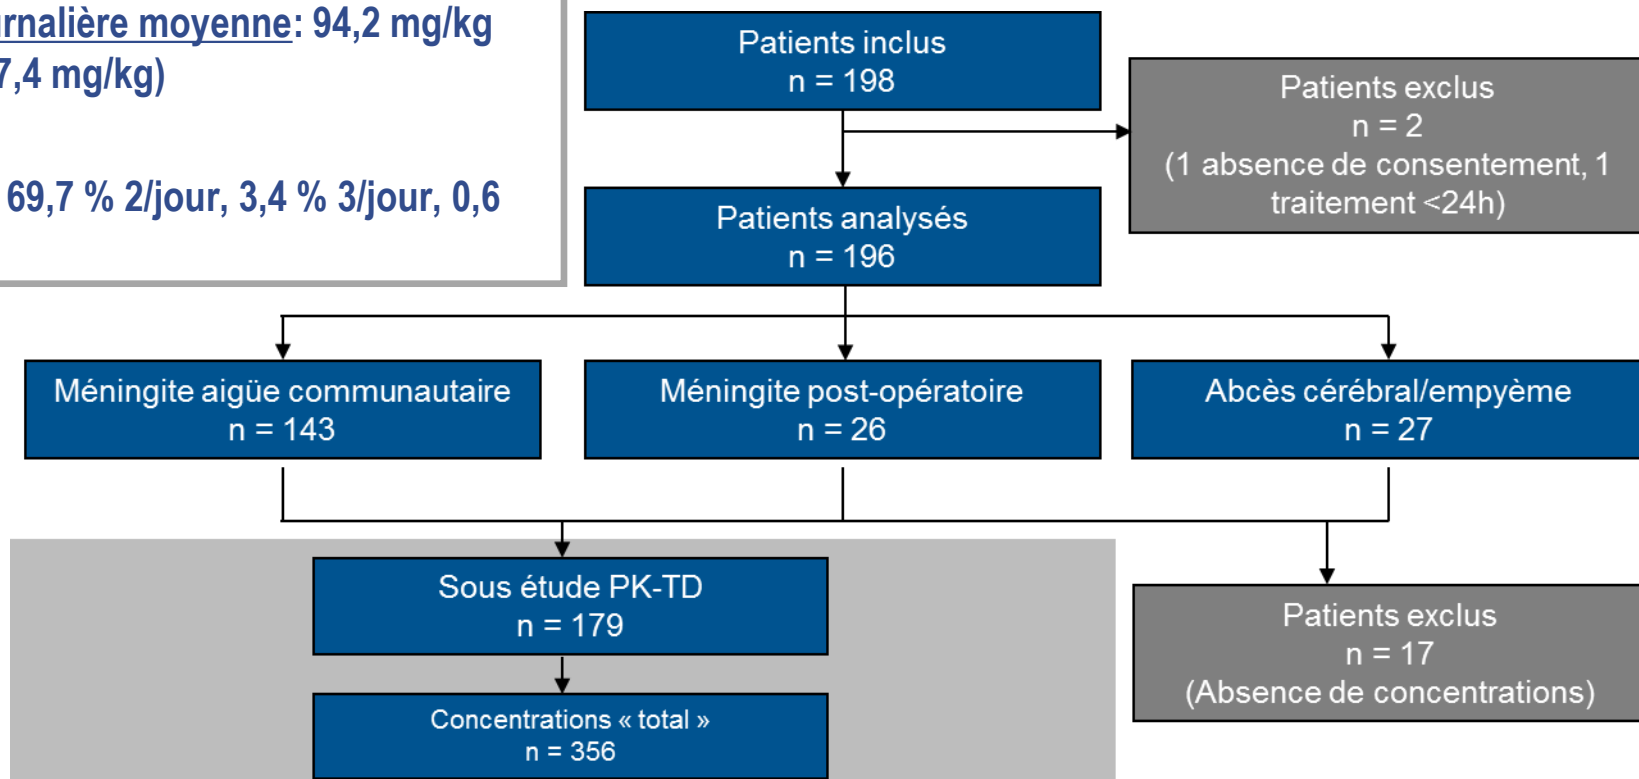 urnalière moyenne: 94,2 mg/kg
7,4 mg/kg)
69,7 % 2/jour, 3,4 % 3/jour, 0,6
Patients inclus
n = 198
Patients exclus
n = 2
(1 absence de consentement, 1
traitement <24h)
Patients analysés
n = 196
Méningite aigüe communautaire
n = 143
Méningite post-opératoire
n = 26
Abcès cérébral/empyème
n = 27
Sous étude PK-TD
n = 179
Patients exclus
n = 17
(Absence de concentrations)
Concentrations « total »
n = 356